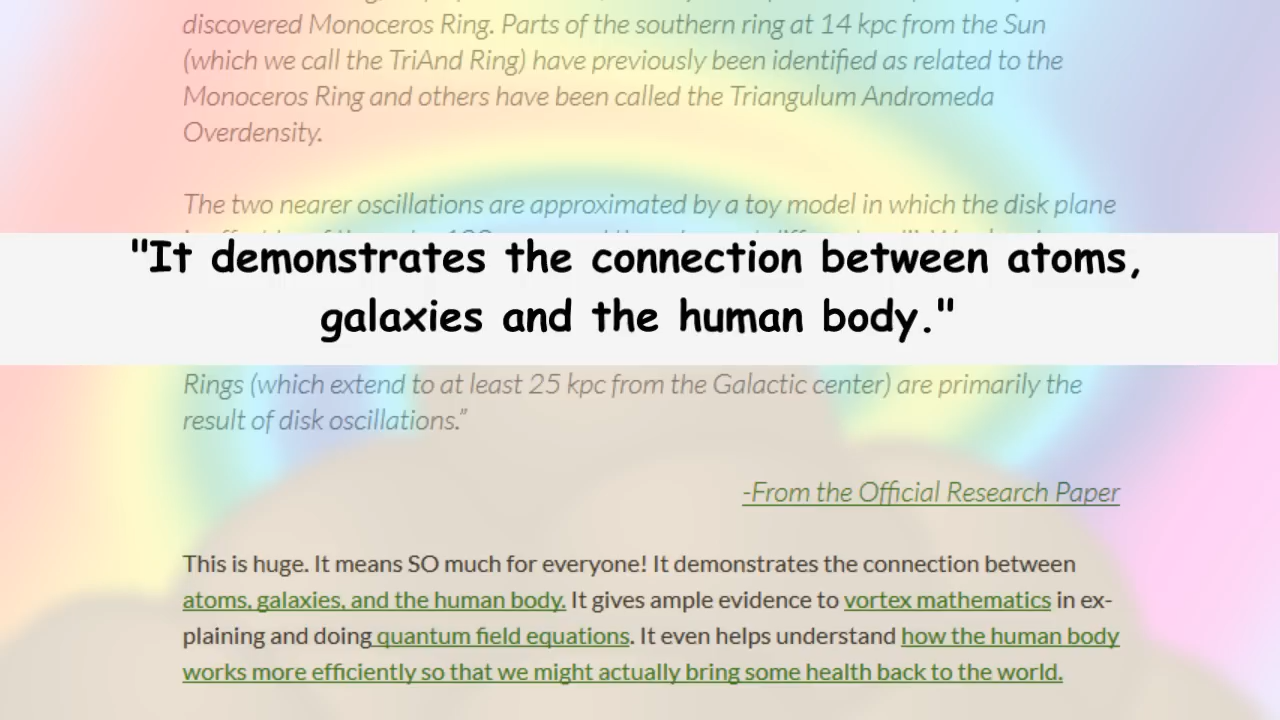 discovered Monoceros Ring. Parts of the southern ring at 14 kpc from the Sun
(which we call the TriAnd Ring) have previously been identified as related to the
Monoceros Ring and others have been called the Triangulum Andromeda
Overdensity.
The two nearer oscillations are approximated by a toy model in which the disk plane
"It demonstrates the connection between atoms,
galaxies and the human body."
Rings (which extend to at least 25 kpc from the Galactic center) are primarily the
result of disk oscillations.”
-From the Official Research Paper
This is huge. It means SO much for everyone! It demonstrates the connection between
atoms, galaxies, and the human body. It gives ample evidence to vortex mathematics in ex-
plaining and doing quantum field equations. It even helps understand how the human body
works more efficiently so that we might actually bring some health back to the world.